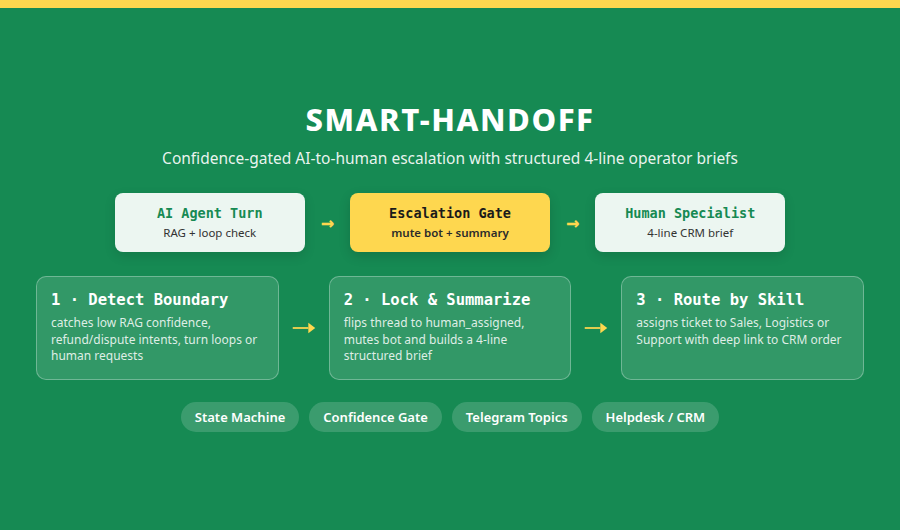 SMART-HANDOFF
Confidence-gated AI-to-human escalation with structured 4-line operator briefs
AI Agent Turn
RAG + loop check
→
Escalation Gate
mute bot + summary
→
Human Specialist
4-line CRM brief
1 · Detect Boundary
catches low RAG confidence,
refund/dispute intents, turn loops or
human requests
2 · Lock & Summarize
flips thread to human_assigned,
mutes bot and builds a 4-line
structured brief
3 · Route by Skill
assigns ticket to Sales, Logistics or
Support with deep link to CRM order
State Machine
Confidence Gate
Telegram Topics
Helpdesk / CRM